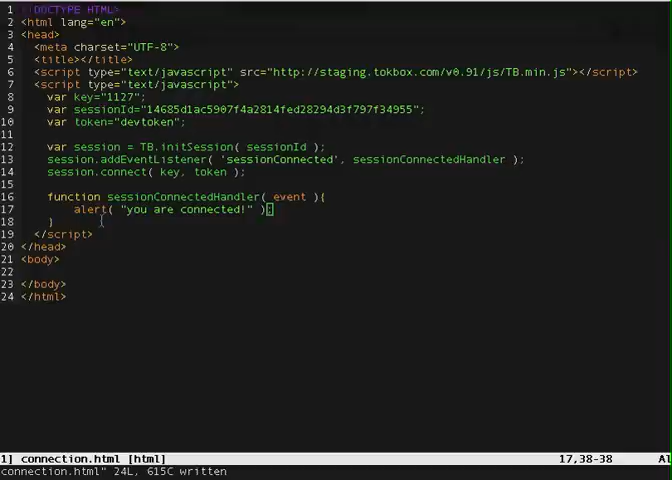 1 <!DOCTYPE HTML>
2 <html lang="en">
3 <head>
4 <meta charset="UTF-8">
5 <title></title>
6 <script type="text/javascript" src="http://staging.tokbox.com/v0.91/js/TB.min.js"></script>
7 <script type="text/javascript">
8 var key="1127";
9 var sessionId="14685d1ac5907f4a2814fed28294d3f797f34955";
10 var token="devtoken";
11
12 var session = TB.initSession( sessionId );
13 session.addEventListener( 'sessionConnected', sessionConnectedHandler );
14 session.connect( key, token );
15
16 function sessionConnectedHandler( event ){
17 alert( "you are connected!" );
18 }
19 </script>
20 </head>
21 <body>
22
23 </body>
24 </html>
1] connection.html [html] 17,38-38 Al
connection.html" 24L, 615C written